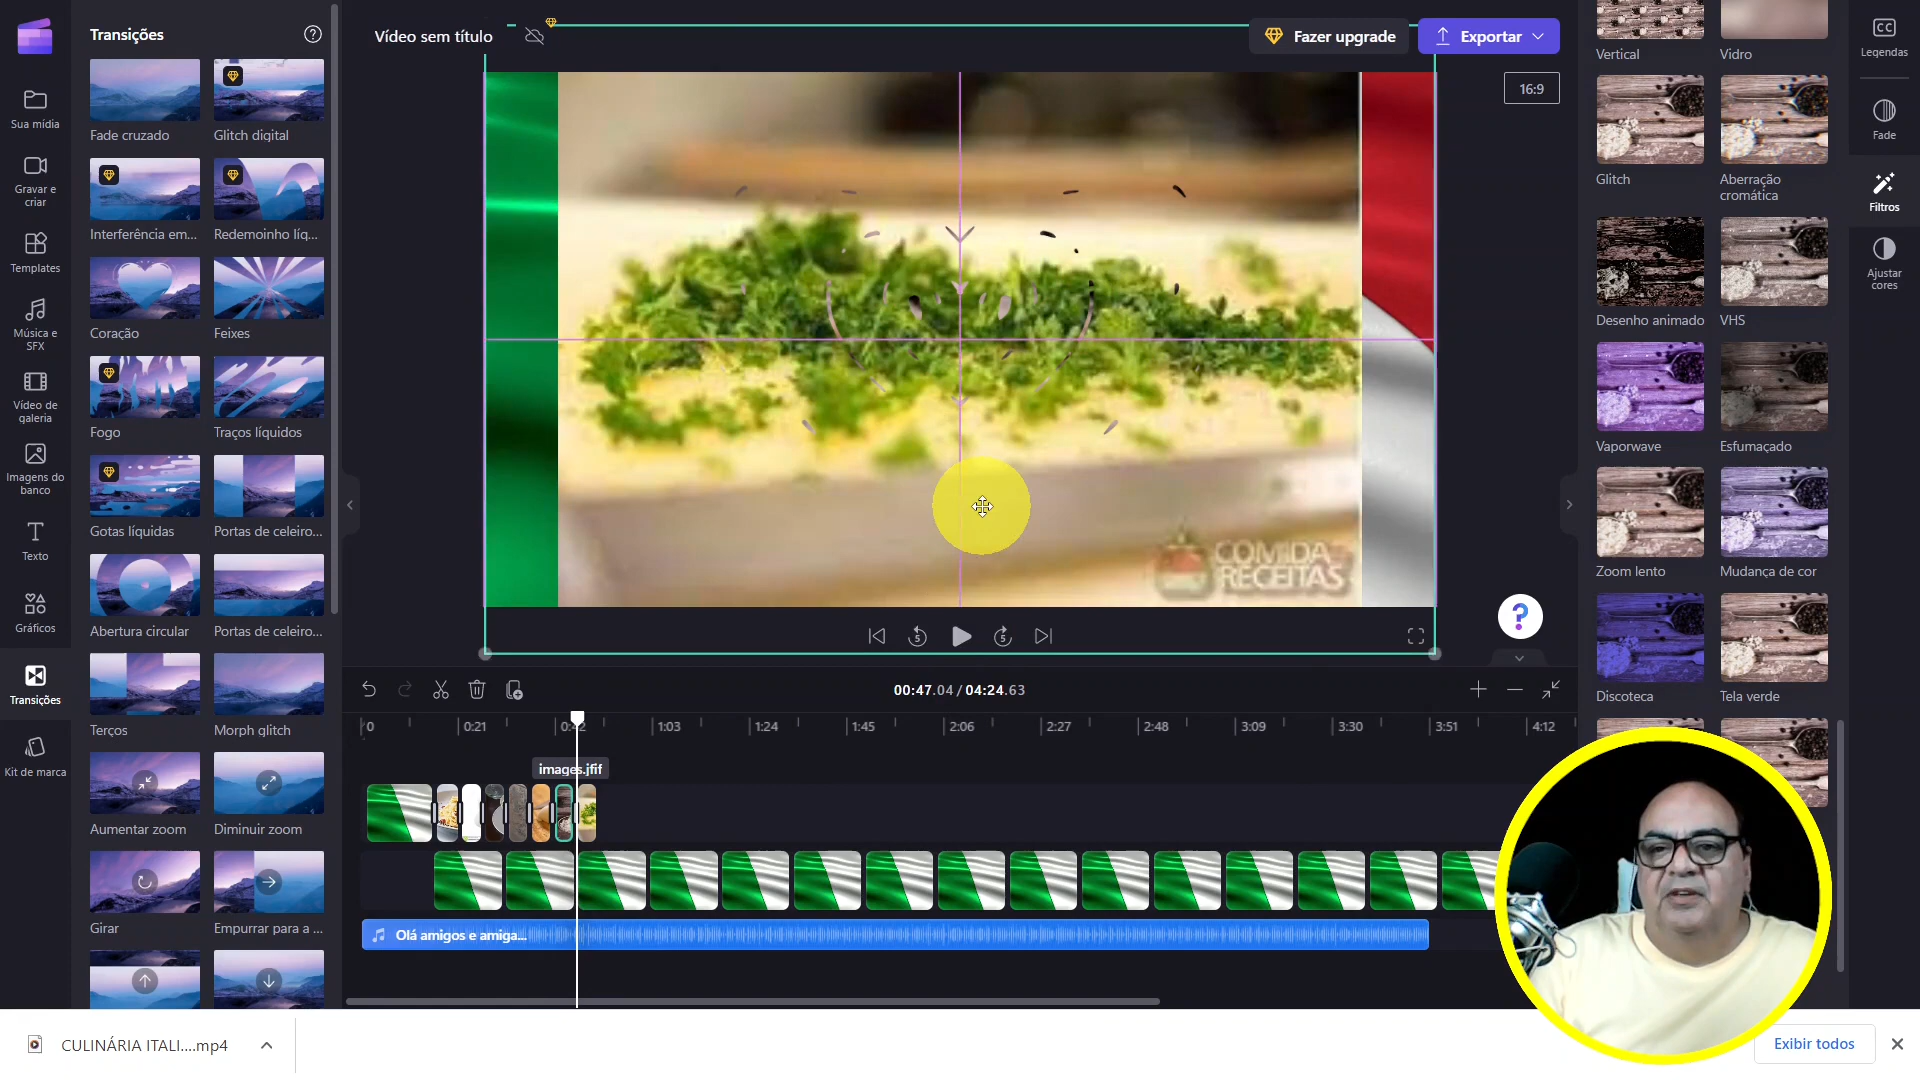 Transições
Vídeo sem título
Fazer upgrade
Exportar
16:9
Sua mídia
Gravar e
criar
Templates
Música e
SFX
Vídeo de
galeria
Imagens do
banco
Texto
Gráficos
Transições
Kit de marca
Fade cruzado
Glitch digital
Interferência em...
Redemoinho líq...
Coração
Feixes
Fogo
Traços líquidos
Gotas líquidas
Portas de celeiro...
Abertura circular
Portas de celeiro...
Terços
Morph glitch
Aumentar zoom
Diminuir zoom
Girar
Empurrar para a ...
COMIDA
RECEITAS
5
5
?
00:47.04 / 04:24.63
0
0:21
0:42
1:03
1:24
1:45
2:06
2:27
2:48
3:09
3:30
3:51
4:12
images.jfif
Olá amigos e amiga...
Vertical
Vidro
Glitch
Aberração
cromática
Desenho animado
VHS
Vaporwave
Esfumaçado
Zoom lento
Mudança de cor
Discoteca
Tela verde
CC
Legendas
Fade
Filtros
Ajustar
cores
CULINÁRIA ITALI....mp4
Exibir todos